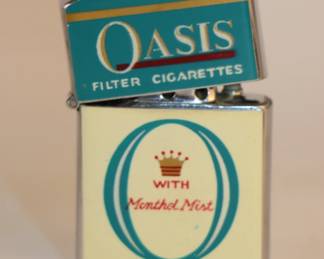 OASIS
FILTER CIGARETTES
WITH
Menthol Mist